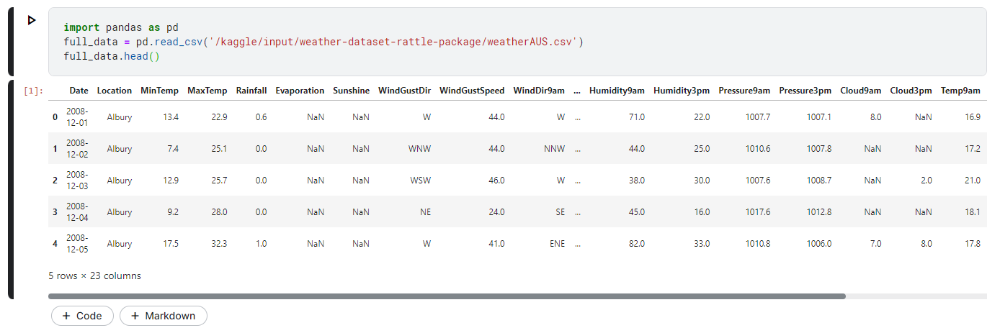 import pandas as pd
full_data = pd.read_csv('/kaggle/input/weather-dataset-rattle-package/weatherAUS.csv')
full_data.head()
[1]:
Date Location MinTemp MaxTemp Rainfall Evaporation Sunshine WindGustDir WindGustSpeed WindDir9am ... Humidity9am Humidity3pm Pressure9am Pressure3pm Cloud9am Cloud3pm Temp9am
0 2008-12-01 Albury 13.4 22.9 0.6 NaN NaN W 44.0 W ... 71.0 22.0 1007.7 1007.1 8.0 NaN 16.9
1 2008-12-02 Albury 7.4 25.1 0.0 NaN NaN WNW 44.0 NNW ... 44.0 25.0 1010.6 1007.8 NaN NaN 17.2
2 2008-12-03 Albury 12.9 25.7 0.0 NaN NaN WSW 46.0 W ... 38.0 30.0 1007.6 1008.7 NaN 2.0 21.0
3 2008-12-04 Albury 9.2 28.0 0.0 NaN NaN NE 24.0 SE ... 45.0 16.0 1017.6 1012.8 NaN NaN 18.1
4 2008-12-05 Albury 17.5 32.3 1.0 NaN NaN W 41.0 ENE ... 82.0 33.0 1010.8 1006.0 7.0 8.0 17.8
5 rows × 23 columns
+ Code + Markdown